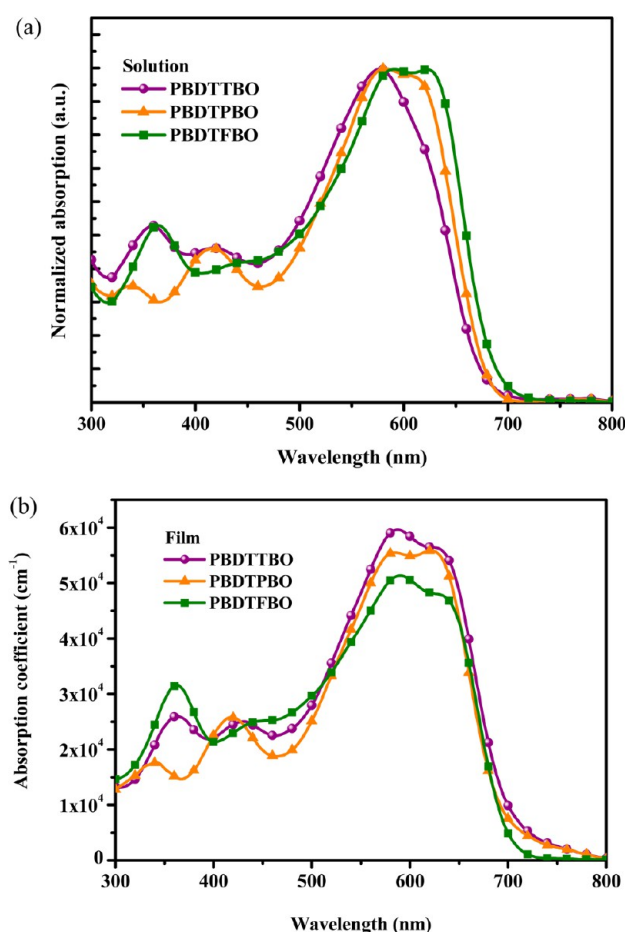 (a)
Solution
PBDTTBO
PBDTPBO
PBDTFBO
Normalized absorption (a.u.)
300 400 500 600 700 800
Wavelength (nm)
(b)
Film
PBDTTBO
PBDTPBO
PBDTFBO
Absorption coefficient (cm⁻¹)
6x10⁴
5x10⁴
4x10⁴
3x10⁴
2x10⁴
1x10⁴
0
300 400 500 600 700 800
Wavelength (nm)